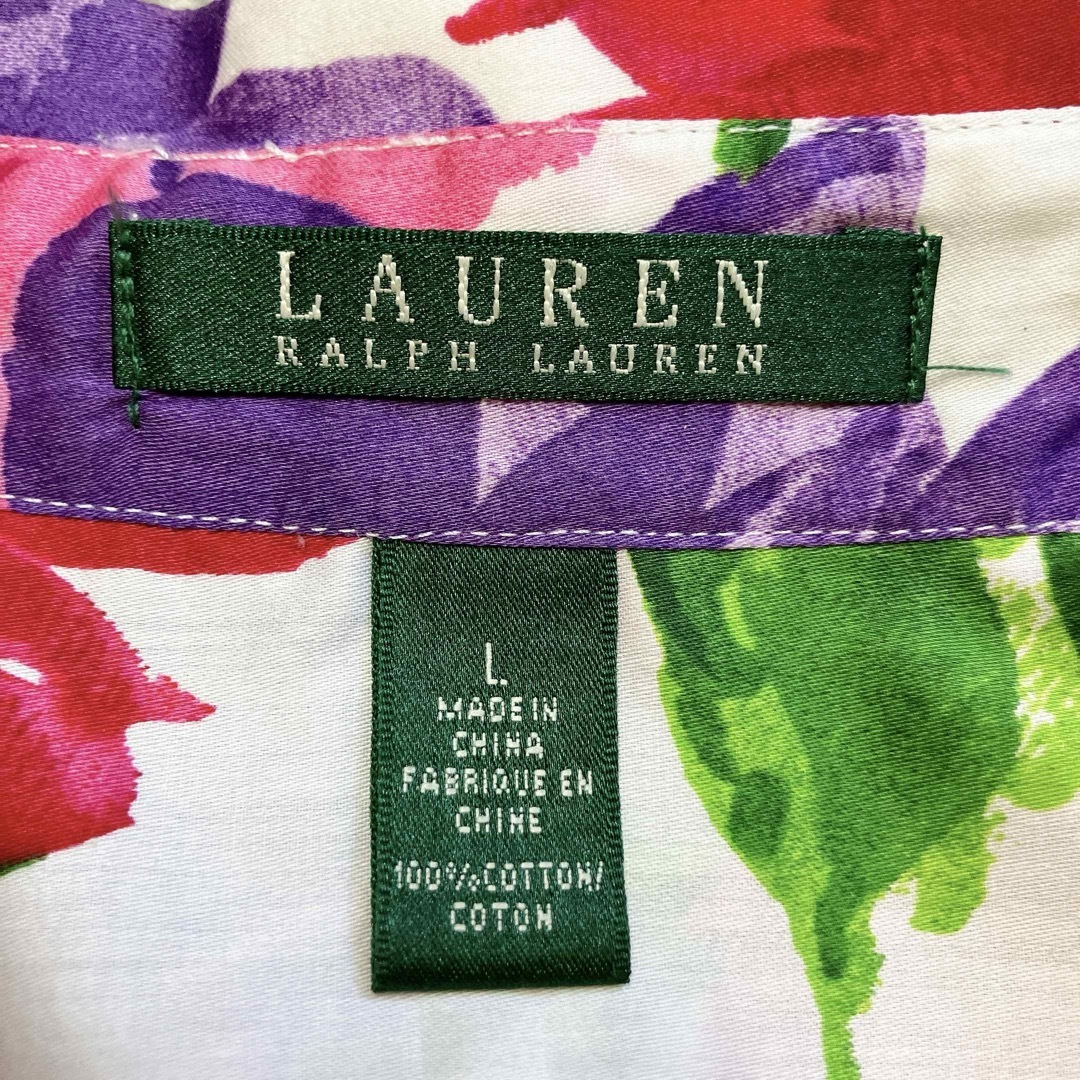 LAUREN
RALPH LAUREN
L
MADE IN
CHINA
FABRIQUE EN
CHINE
100%COTTON/
COTON